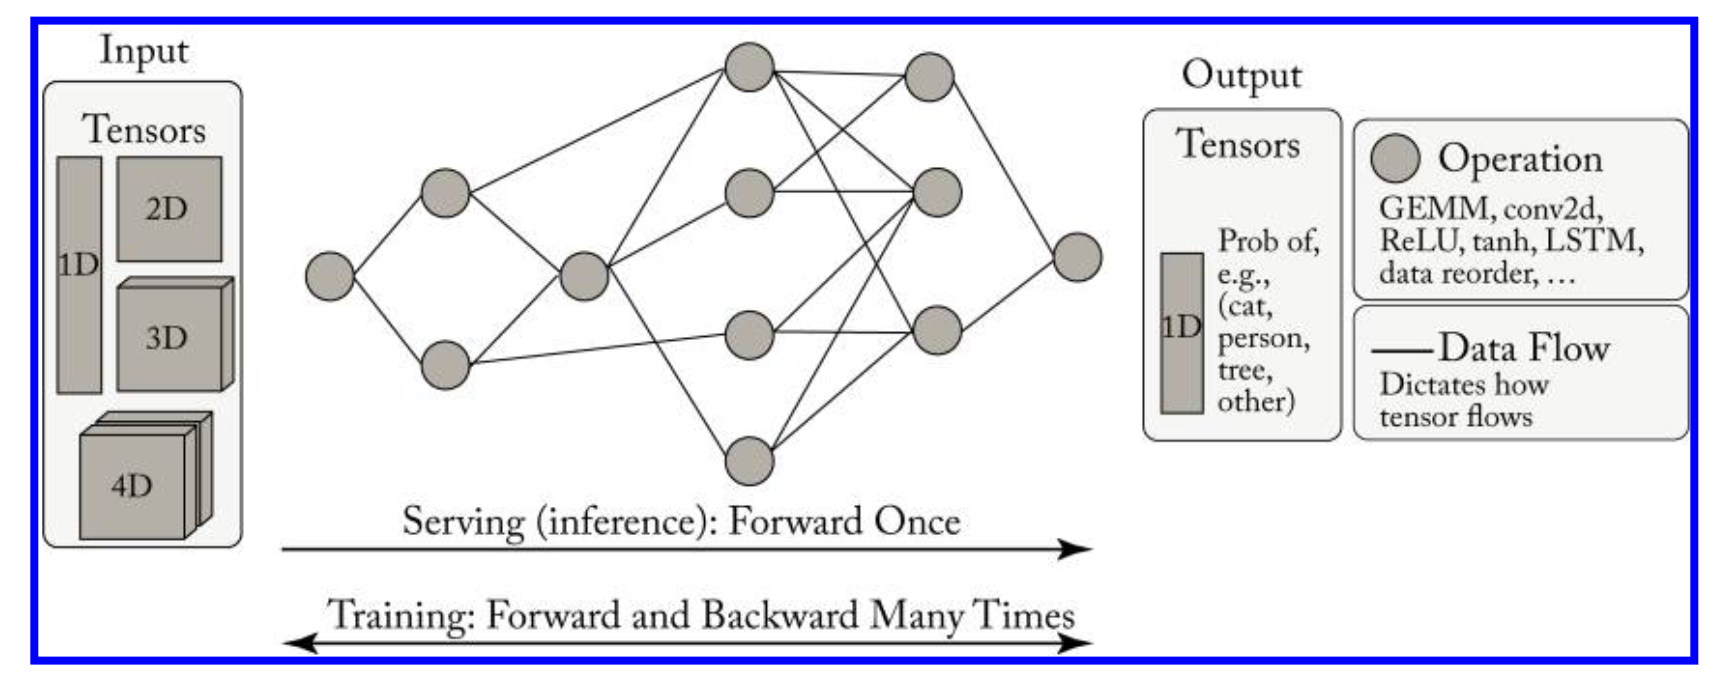 Input
Tensors
1D
2D
3D
4D
Serving (inference): Forward Once
Training: Forward and Backward Many Times
Output
Tensors
1D
Prob of,
e.g.,
(cat,
person,
tree,
other)
Operation
GEMM, conv2d,
ReLU, tanh, LSTM,
data reorder, …
Data Flow
Dictates how
tensor flows